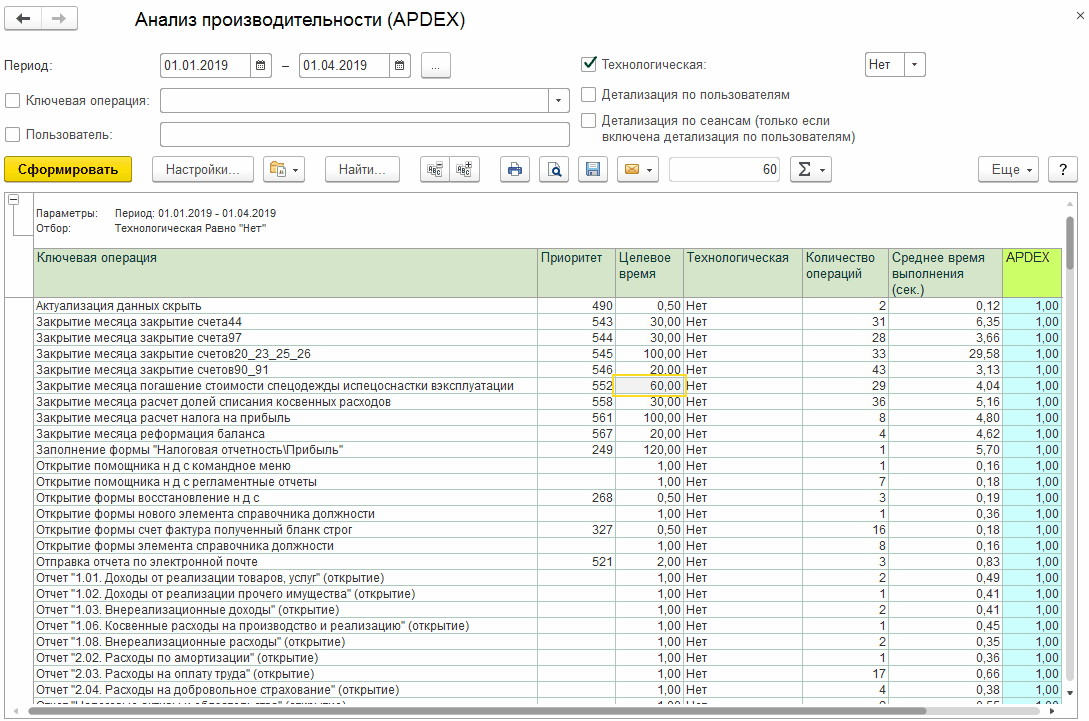 Анализ производительности (APDEX)
Период: 01.01.2019 – 01.04.2019 ... Технологическая: Нет
Ключевая операция: Детализация по пользователям
Пользователь: Детализация по сеансам (только если
включена детализация по пользователям)
Сформировать Настройки... Найти... 60 Σ Еще ?
Параметры: Период: 01.01.2019 - 01.04.2019
Отбор: Технологическая Равно "Нет"
Ключевая операция Приоритет Целевое Технологическая Количество Среднее время APDEX
время операций выполнения
(сек.)
Актуализация данных скрыть 490 0,50 Нет 2 0,12 1,00
Закрытие месяца закрытие счета44 543 30,00 Нет 31 6,35 1,00
Закрытие месяца закрытие счета97 544 30,00 Нет 28 3,66 1,00
Закрытие месяца закрытие счетов20_23_25_26 545 100,00 Нет 33 29,58 1,00
Закрытие месяца закрытие счетов90_91 546 20,00 Нет 43 3,13 1,00
Закрытие месяца погашение стоимости спецодежды испецоснастки вэксплуатации 552 60,00 Нет 29 4,04 1,00
Закрытие месяца расчет долей списания косвенных расходов 558 30,00 Нет 36 5,16 1,00
Закрытие месяца расчет налога на прибыль 561 100,00 Нет 8 4,80 1,00
Закрытие месяца реформация баланса 567 20,00 Нет 4 4,62 1,00
Заполнение формы "Налоговая отчетность\Прибыль" 249 120,00 Нет 1 5,70 1,00
Открытие помощника н д с командное меню 1,00 Нет 1 0,16 1,00
Открытие помощника н д с регламентные отчеты 1,00 Нет 7 0,18 1,00
Открытие формы восстановление н д с 268 0,50 Нет 3 0,19 1,00
Открытие формы нового элемента справочника должности 1,00 Нет 1 0,36 1,00
Открытие формы счет фактура полученный бланк строг 327 0,50 Нет 16 0,18 1,00
Открытие формы элемента справочника должности 1,00 Нет 8 0,16 1,00
Отправка отчета по электронной почте 521 2,00 Нет 3 0,83 1,00
Отчет "1.01. Доходы от реализации товаров, услуг" (открытие) 1,00 Нет 2 0,49 1,00
Отчет "1.02. Доходы от реализации прочего имущества" (открытие) 1,00 Нет 1 0,41 1,00
Отчет "1.03. Внереализационные доходы" (открытие) 1,00 Нет 2 0,41 1,00
Отчет "1.06. Косвенные расходы на производство и реализацию" (открытие) 1,00 Нет 1 0,45 1,00
Отчет "1.08. Внереализационные расходы" (открытие) 1,00 Нет 2 0,35 1,00
Отчет "2.02. Расходы по амортизации" (открытие) 1,00 Нет 1 0,36 1,00
Отчет "2.03. Расходы на оплату труда" (открытие) 1,00 Нет 17 0,66 1,00
Отчет "2.04. Расходы на добровольное страхование" (открытие) 1,00 Нет 4 0,38 1,00